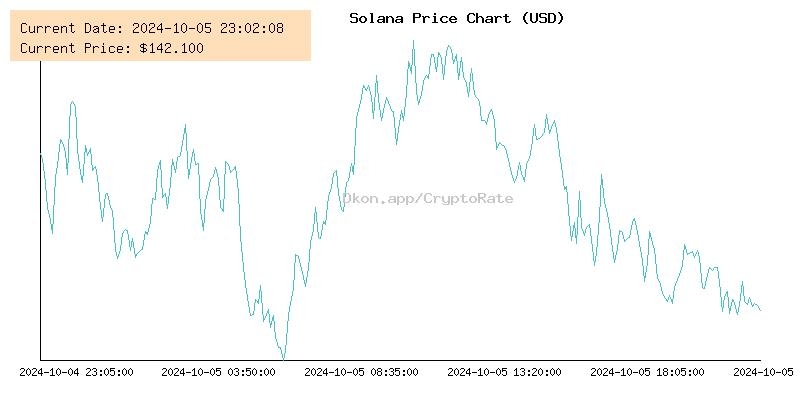 Solana Price Chart (USD)
Current Date: 2024-10-05 23:02:08
Current Price: $142.100
Dkon.app/CryptoRate
2024-10-04 23:05:00 2024-10-05 03:50:00 2024-10-05 08:35:00 2024-10-05 13:20:00 2024-10-05 18:05:00 2024-10-05